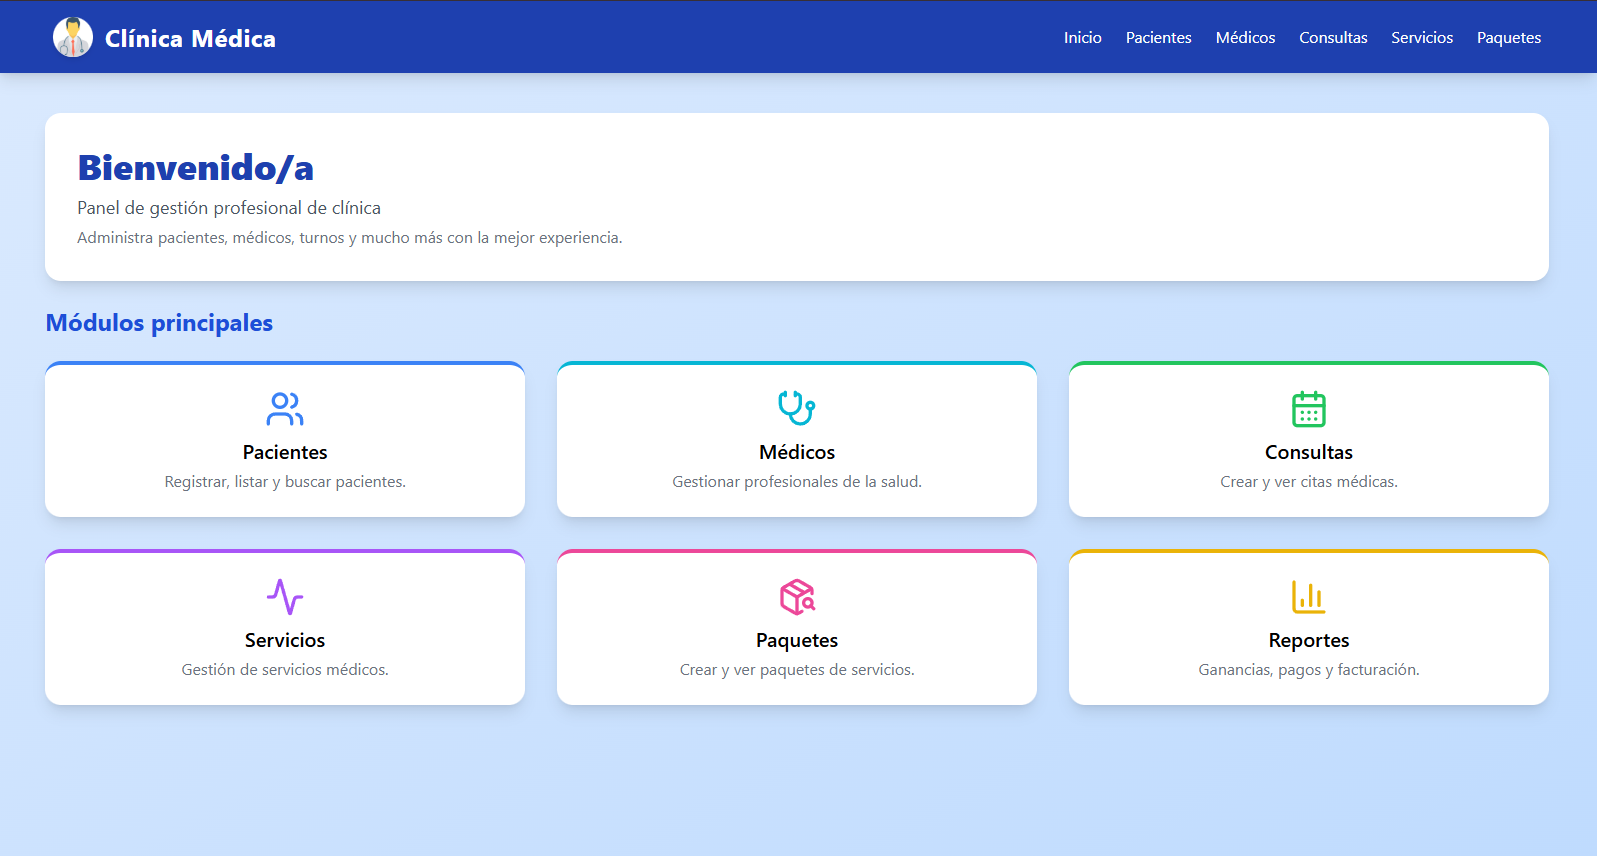 Clínica Médica
Inicio Pacientes Médicos Consultas Servicios Paquetes
Bienvenido/a
Panel de gestión profesional de clínica
Administra pacientes, médicos, turnos y mucho más con la mejor experiencia.
Módulos principales
Pacientes
Registrar, listar y buscar pacientes.
Médicos
Gestionar profesionales de la salud.
Consultas
Crear y ver citas médicas.
Servicios
Gestión de servicios médicos.
Paquetes
Crear y ver paquetes de servicios.
Reportes
Ganancias, pagos y facturación.